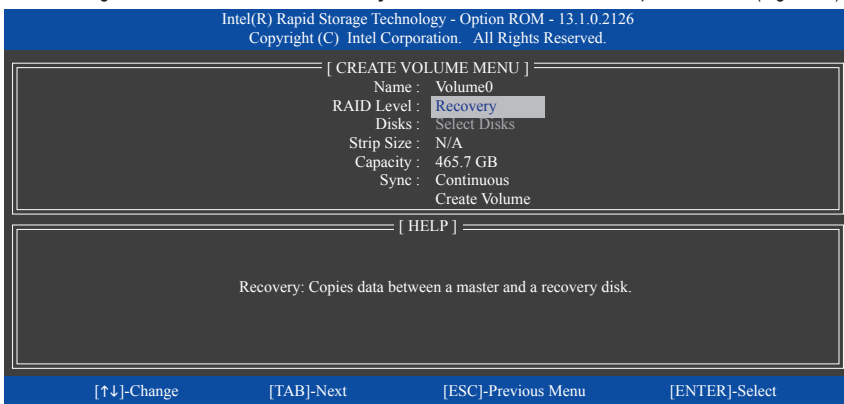 Intel(R) Rapid Storage Technology - Option ROM - 13.1.0.2126
Copyright (C) Intel Corporation. All Rights Reserved.
[ CREATE VOLUME MENU ]
Name : Volume0
RAID Level : Recovery
Disks : Select Disks
Strip Size : N/A
Capacity : 465.7 GB
Sync : Continuous
Create Volume
[ HELP ]
Recovery: Copies data between a master and a recovery disk.
[↑↓]-Change [TAB]-Next [ESC]-Previous Menu [ENTER]-Select